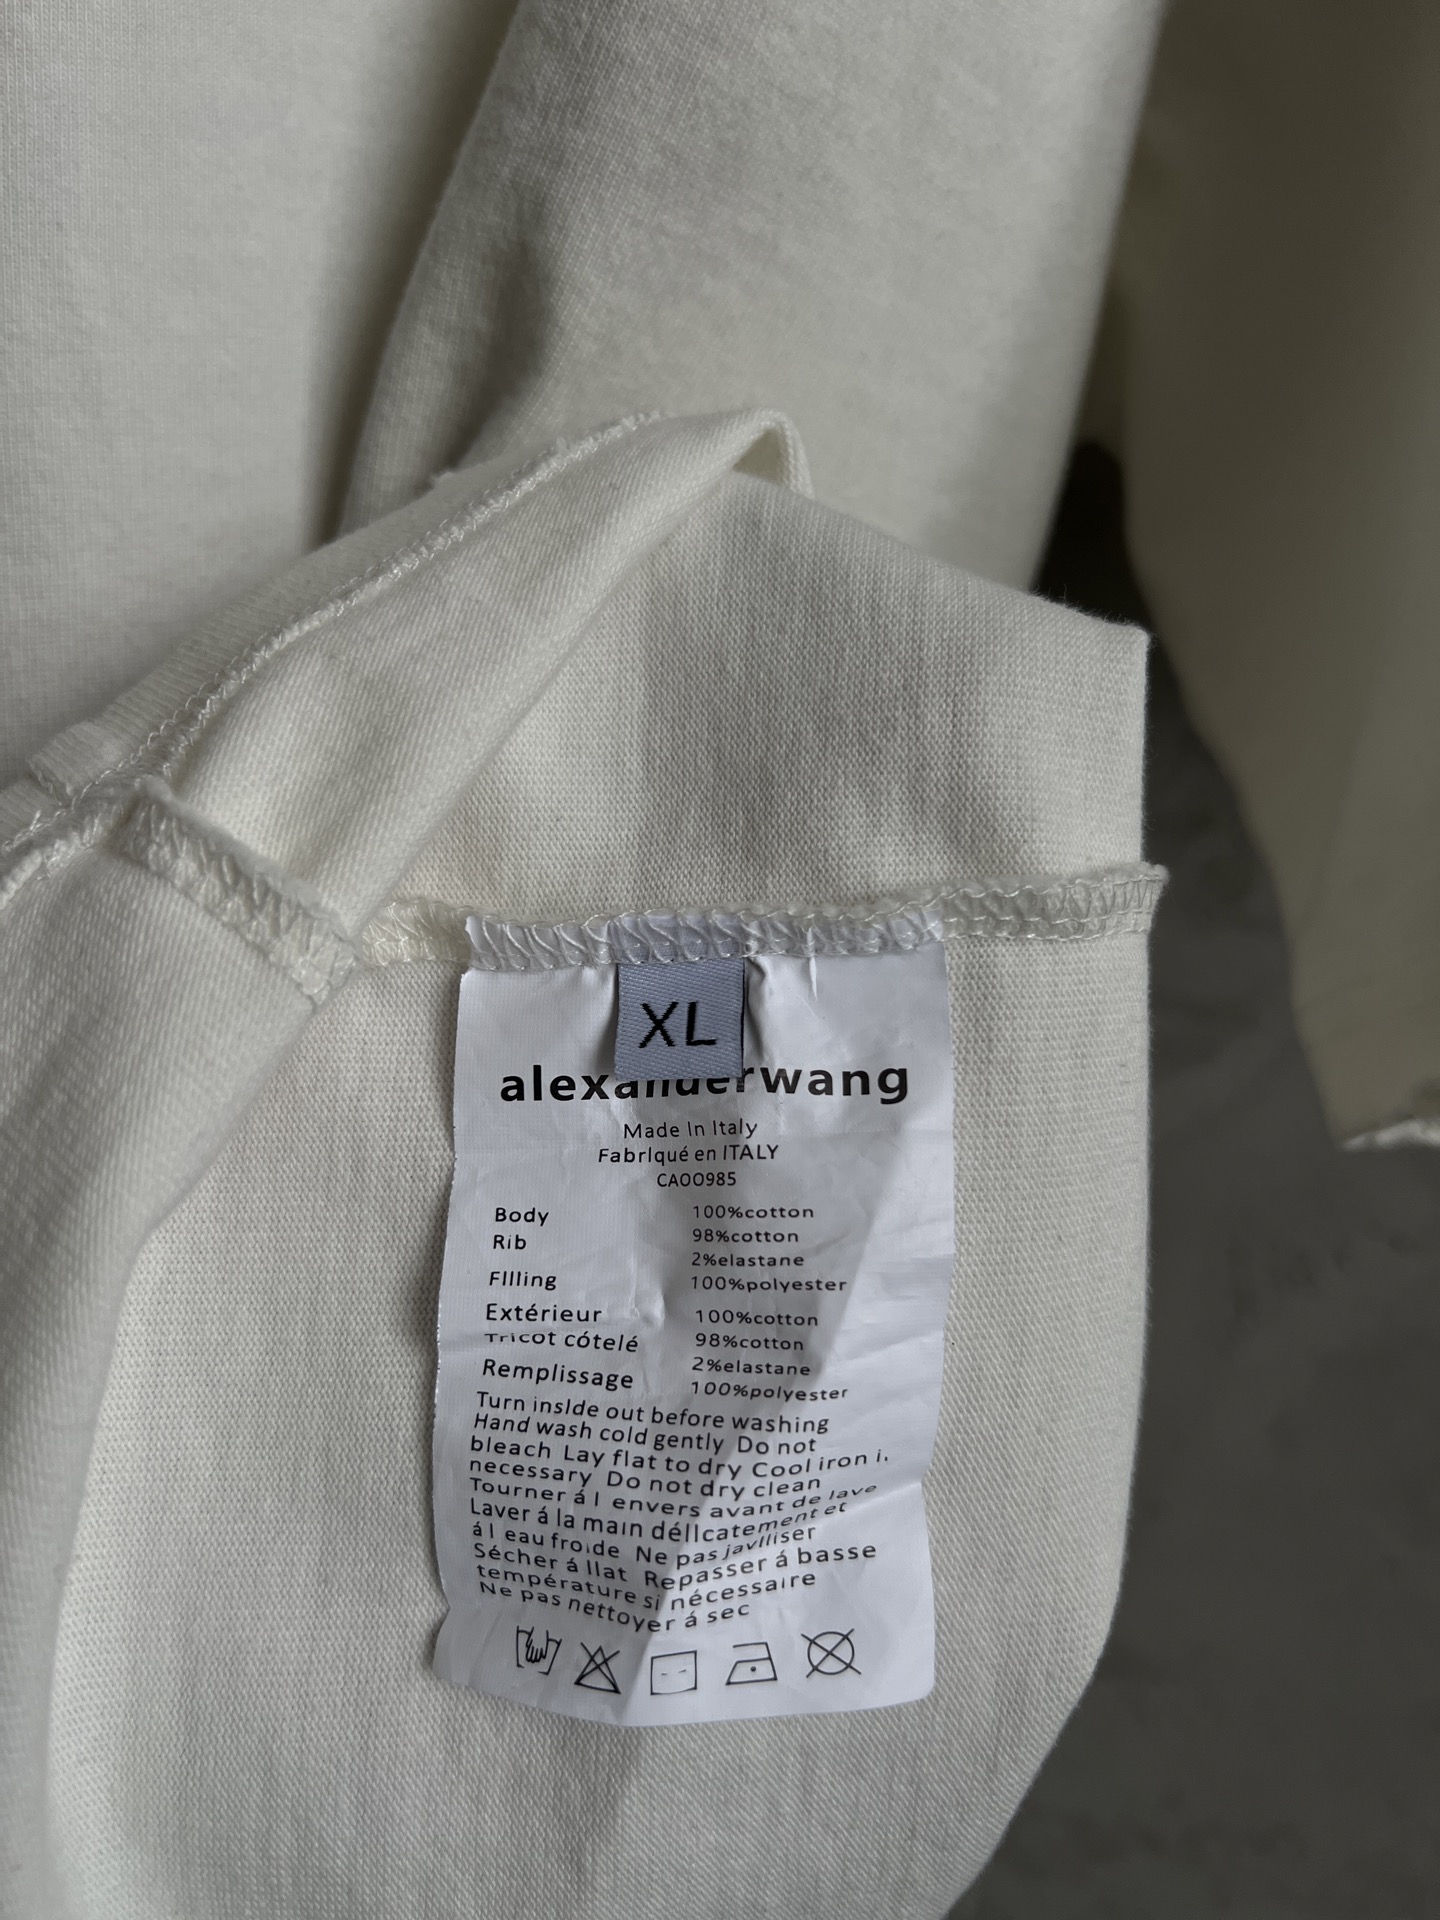 XL
alexanderwang
Made In Italy
Fabrlqué en ITALY
CA00985
Body 100%cotton
Rib 98%cotton
2%elastane
FIlling 100%polyester
Extérieur 100%cotton
Tricot cótelé 98%cotton
2%elastane
Remplissage 100%polyester
Turn inslde out before washing
Hand wash cold gently Do not
bleach Lay flat to dry Cool iron i.
necessary Do not dry clean
Tourner á l envers avant de lave
Laver á la main délIcatement et
á l eau froide Ne pas javIliser
Sécher á llat Repasser á basse
température si nécessaire
Ne pas nettoyer á sec